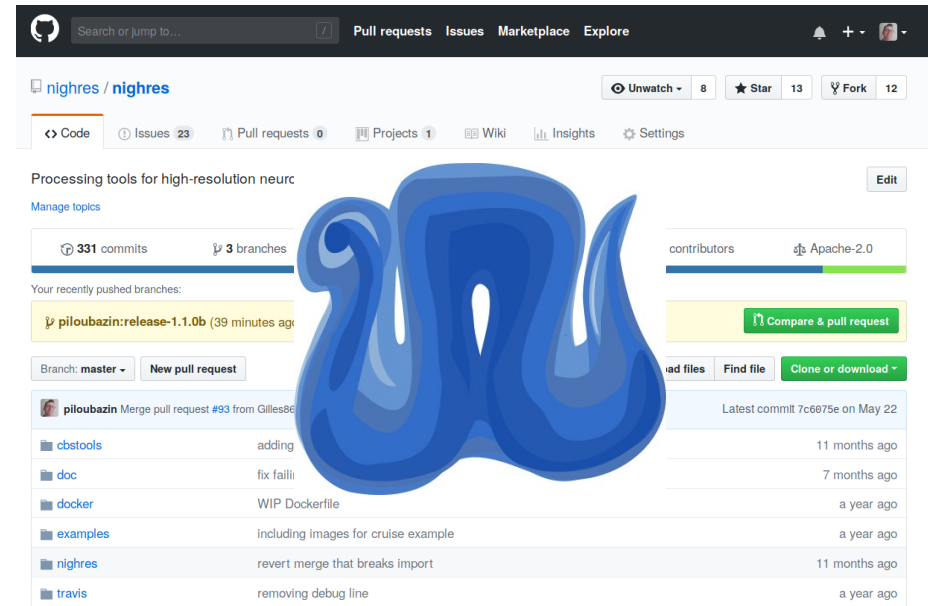 Search or jump to... /
Pull requests Issues Marketplace Explore
nighres / nighres
Unwatch 8 Star 13 Fork 12
Code Issues 23 Pull requests 0 Projects 1 Wiki Insights Settings
Processing tools for high-resolution Edit
Manage topics
331 commits 3 branches contributors Apache-2.0
Your recently pushed branches:
piloubazin:release-1.1.0b (39 minutes Compare & pull request
Branch: master New pull request files Find file Clone or download
piloubazin Merge pull request #93 from Latest commit 7c6075e on May 22
cbstools adding 11 months ago
doc fix 7 months ago
docker WIP Dockerfile a year ago
examples including images for cruise example a year ago
nighres revert merge that breaks import 11 months ago
travis removing debug line a year ago